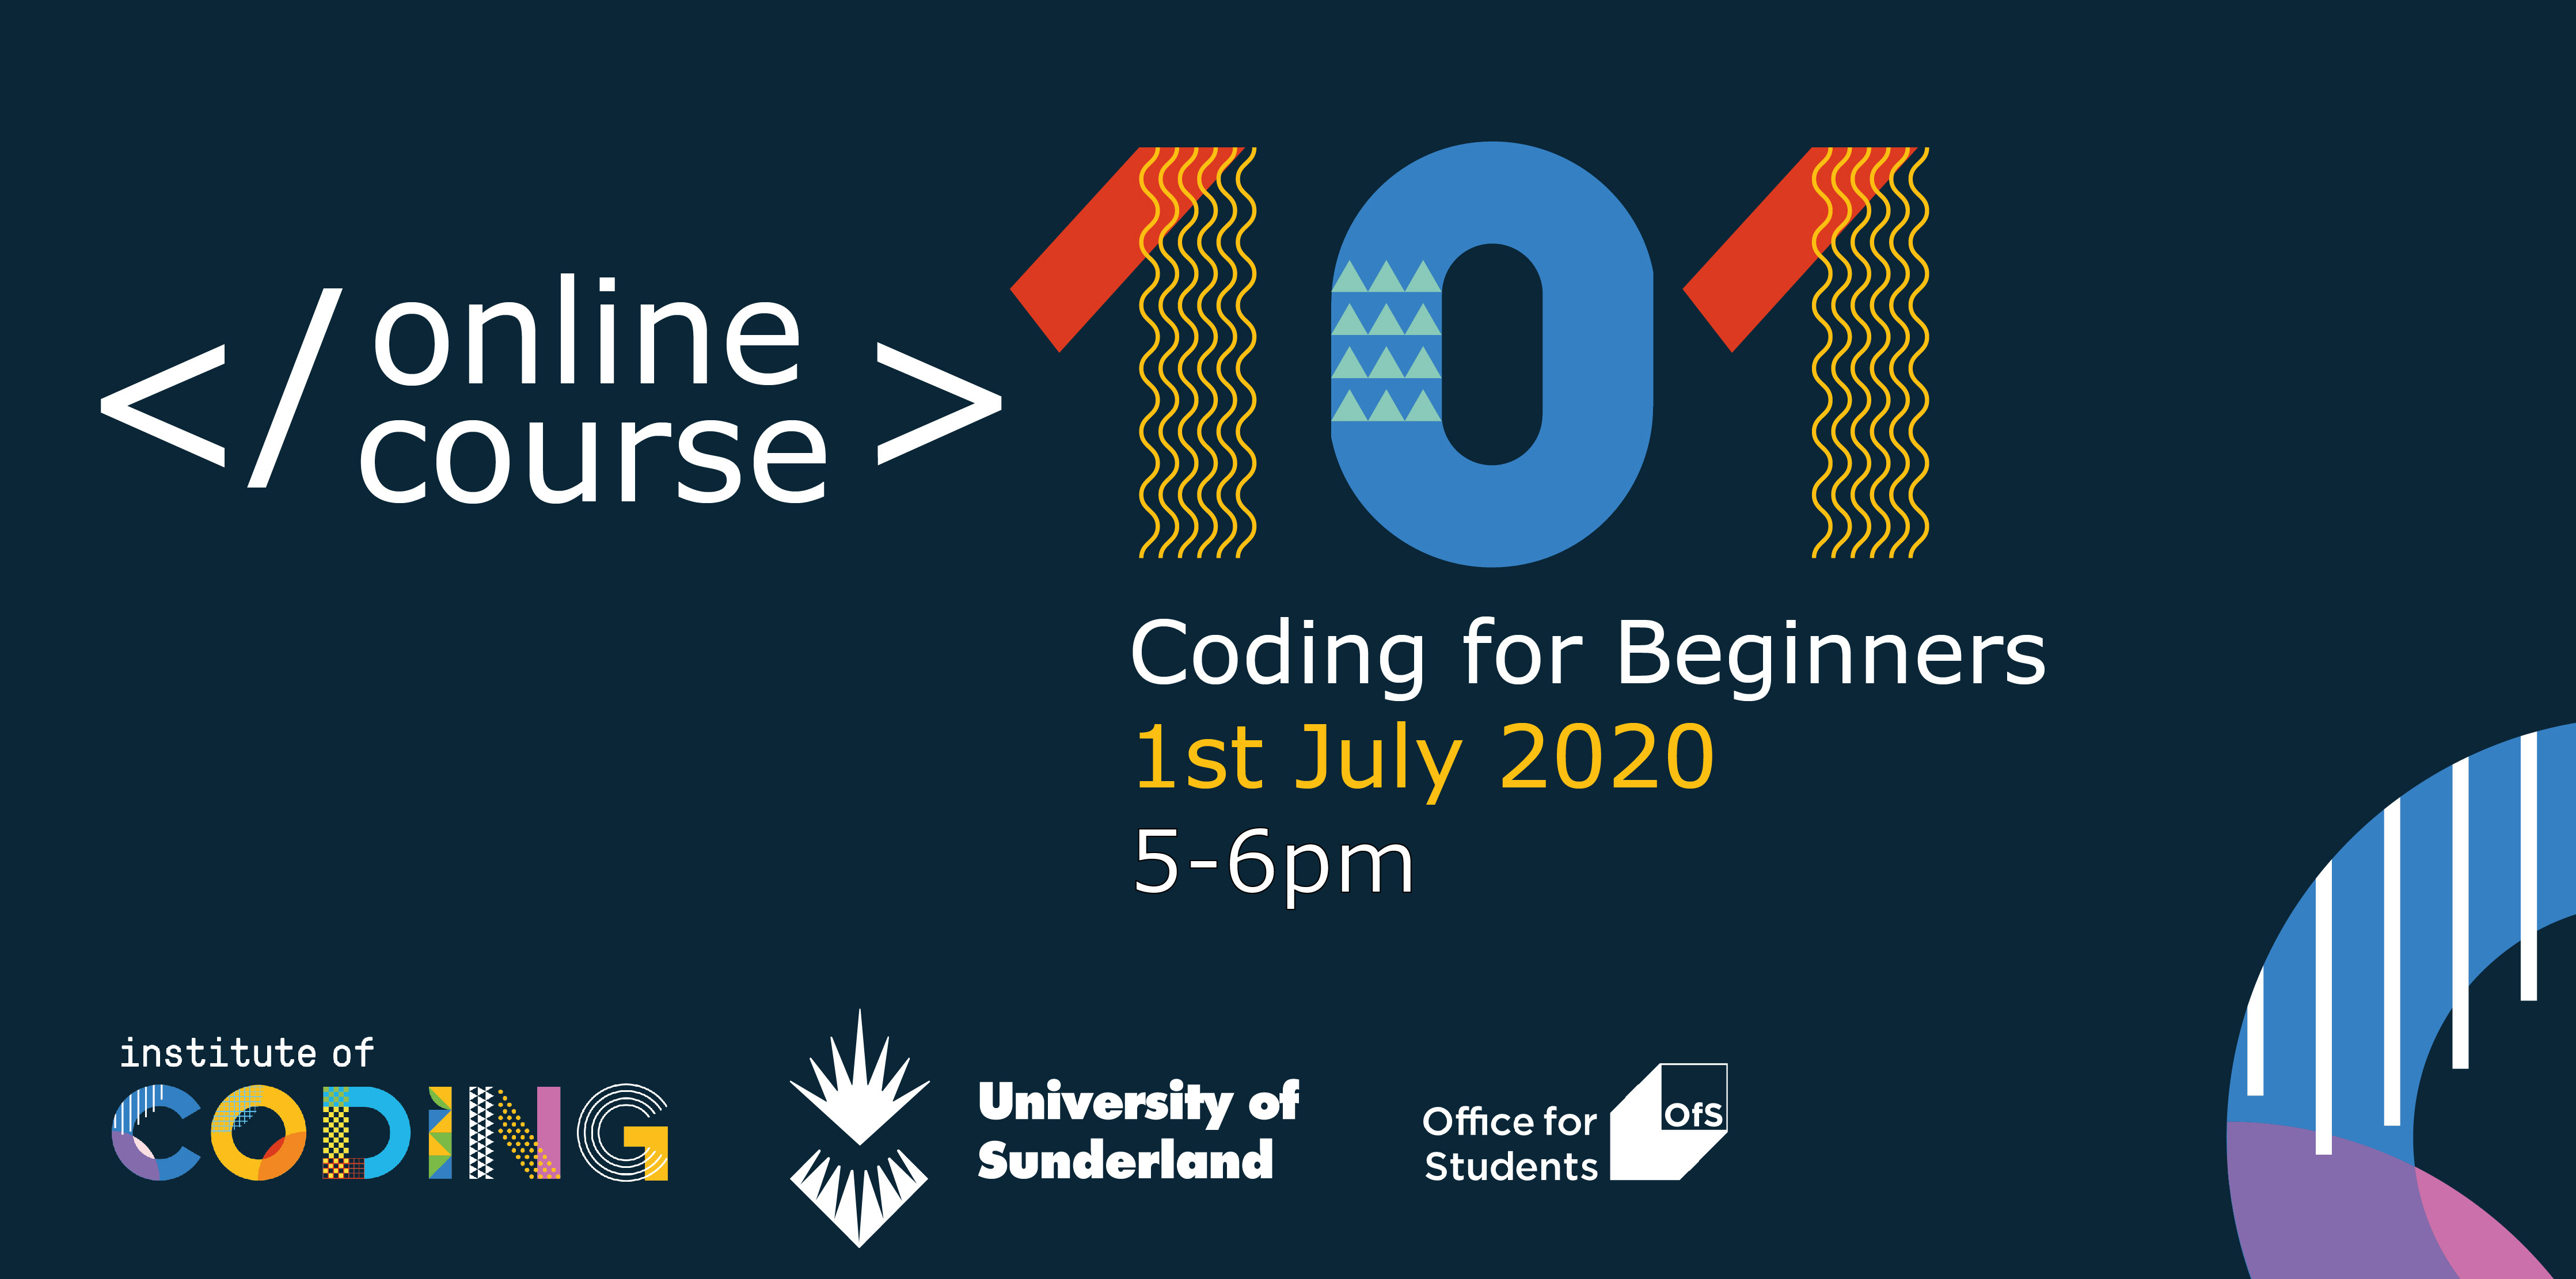 </ online
course >
101
Coding for Beginners
1st July 2020
5-6pm
institute of
CODING
University of
Sunderland
Office for
Students
OfS